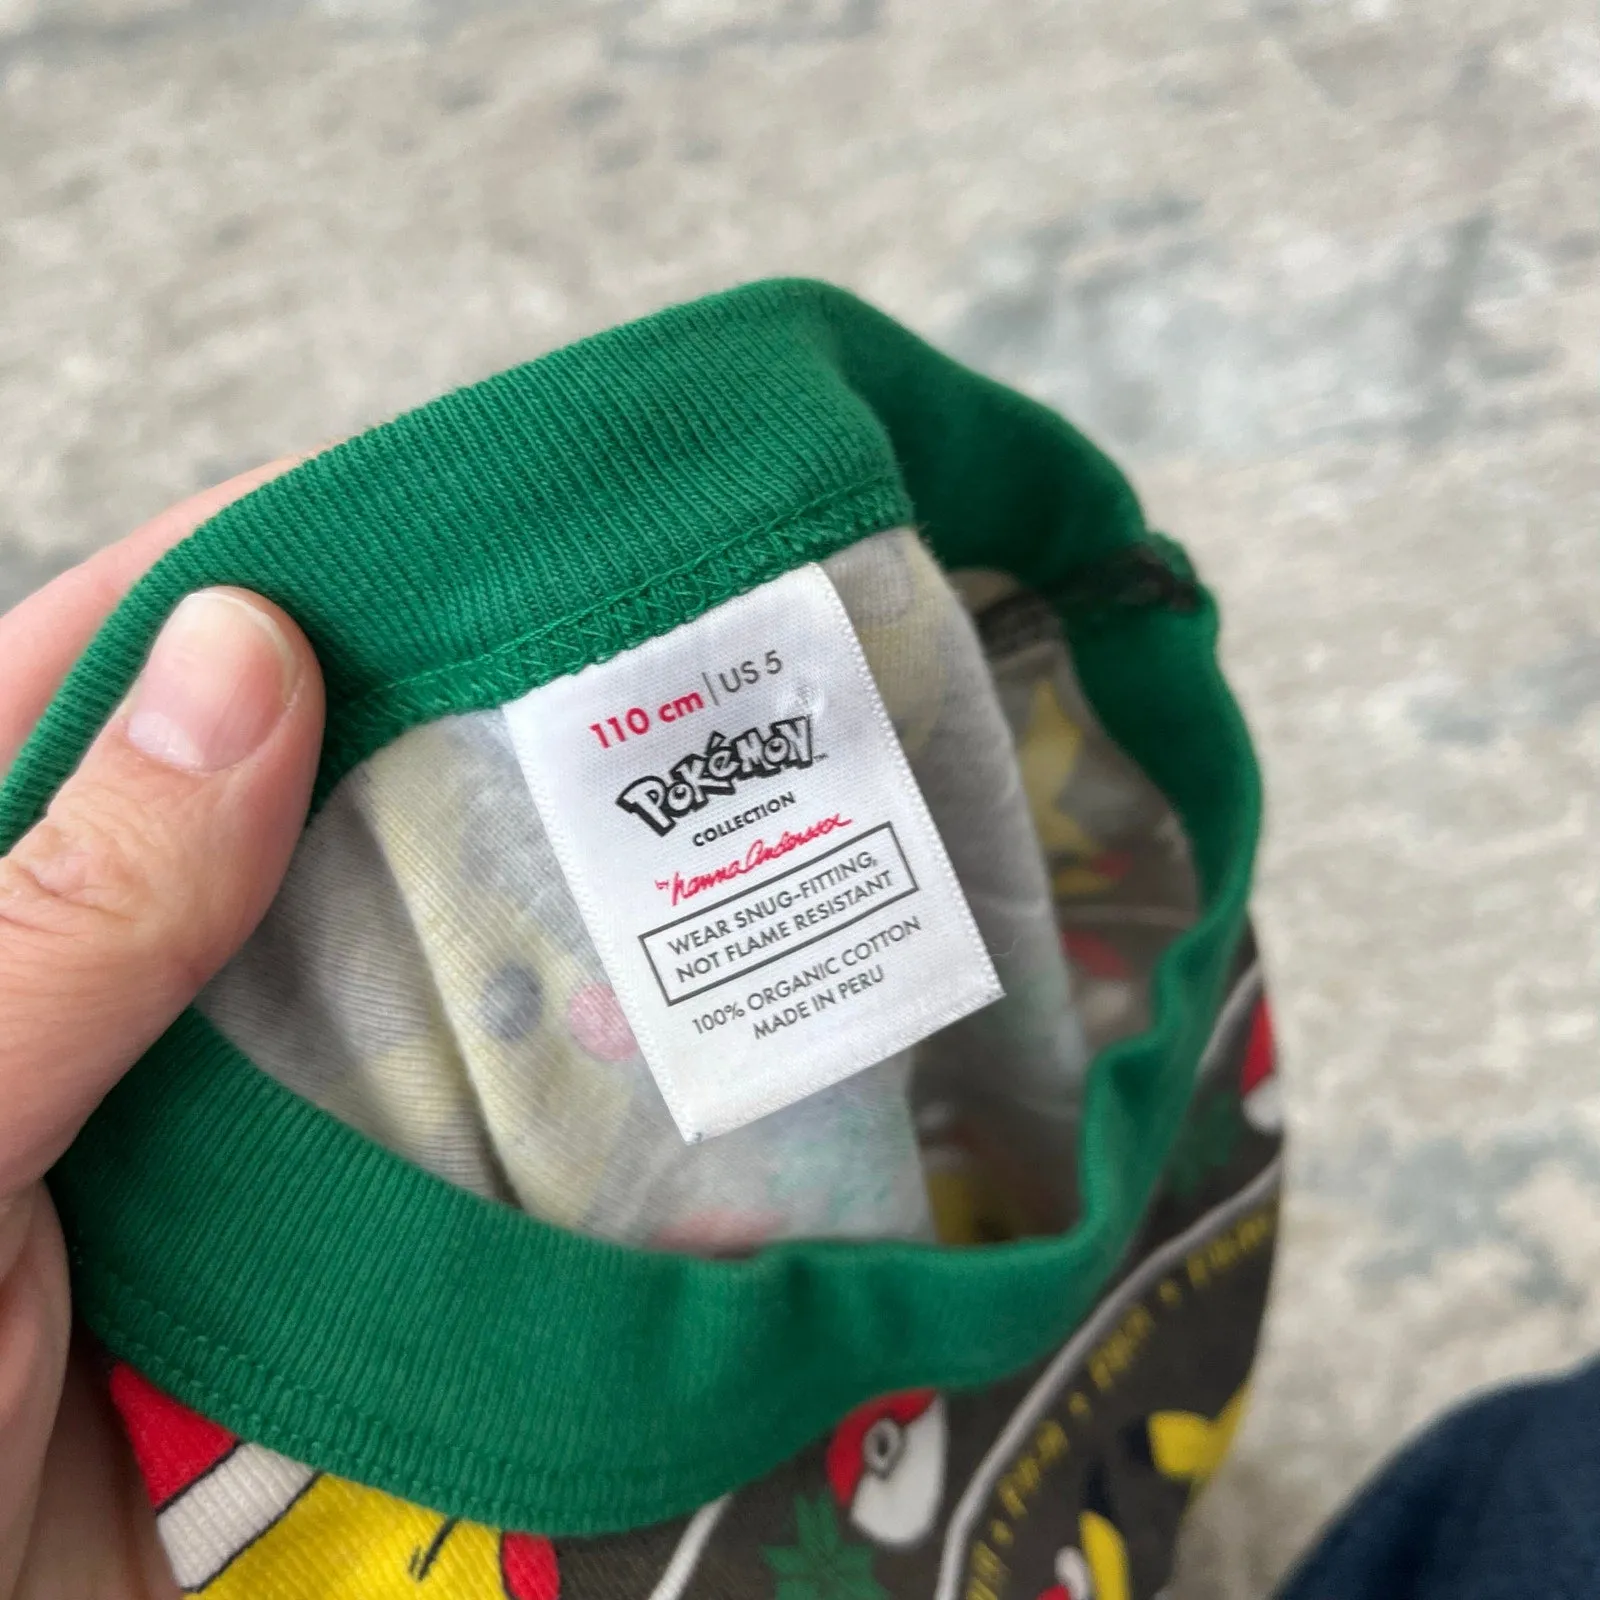 110 cm | US 5
POKéMON™
COLLECTION
by hanna Andersson
WEAR SNUG-FITTING,
NOT FLAME RESISTANT
100% ORGANIC COTTON
MADE IN PERU